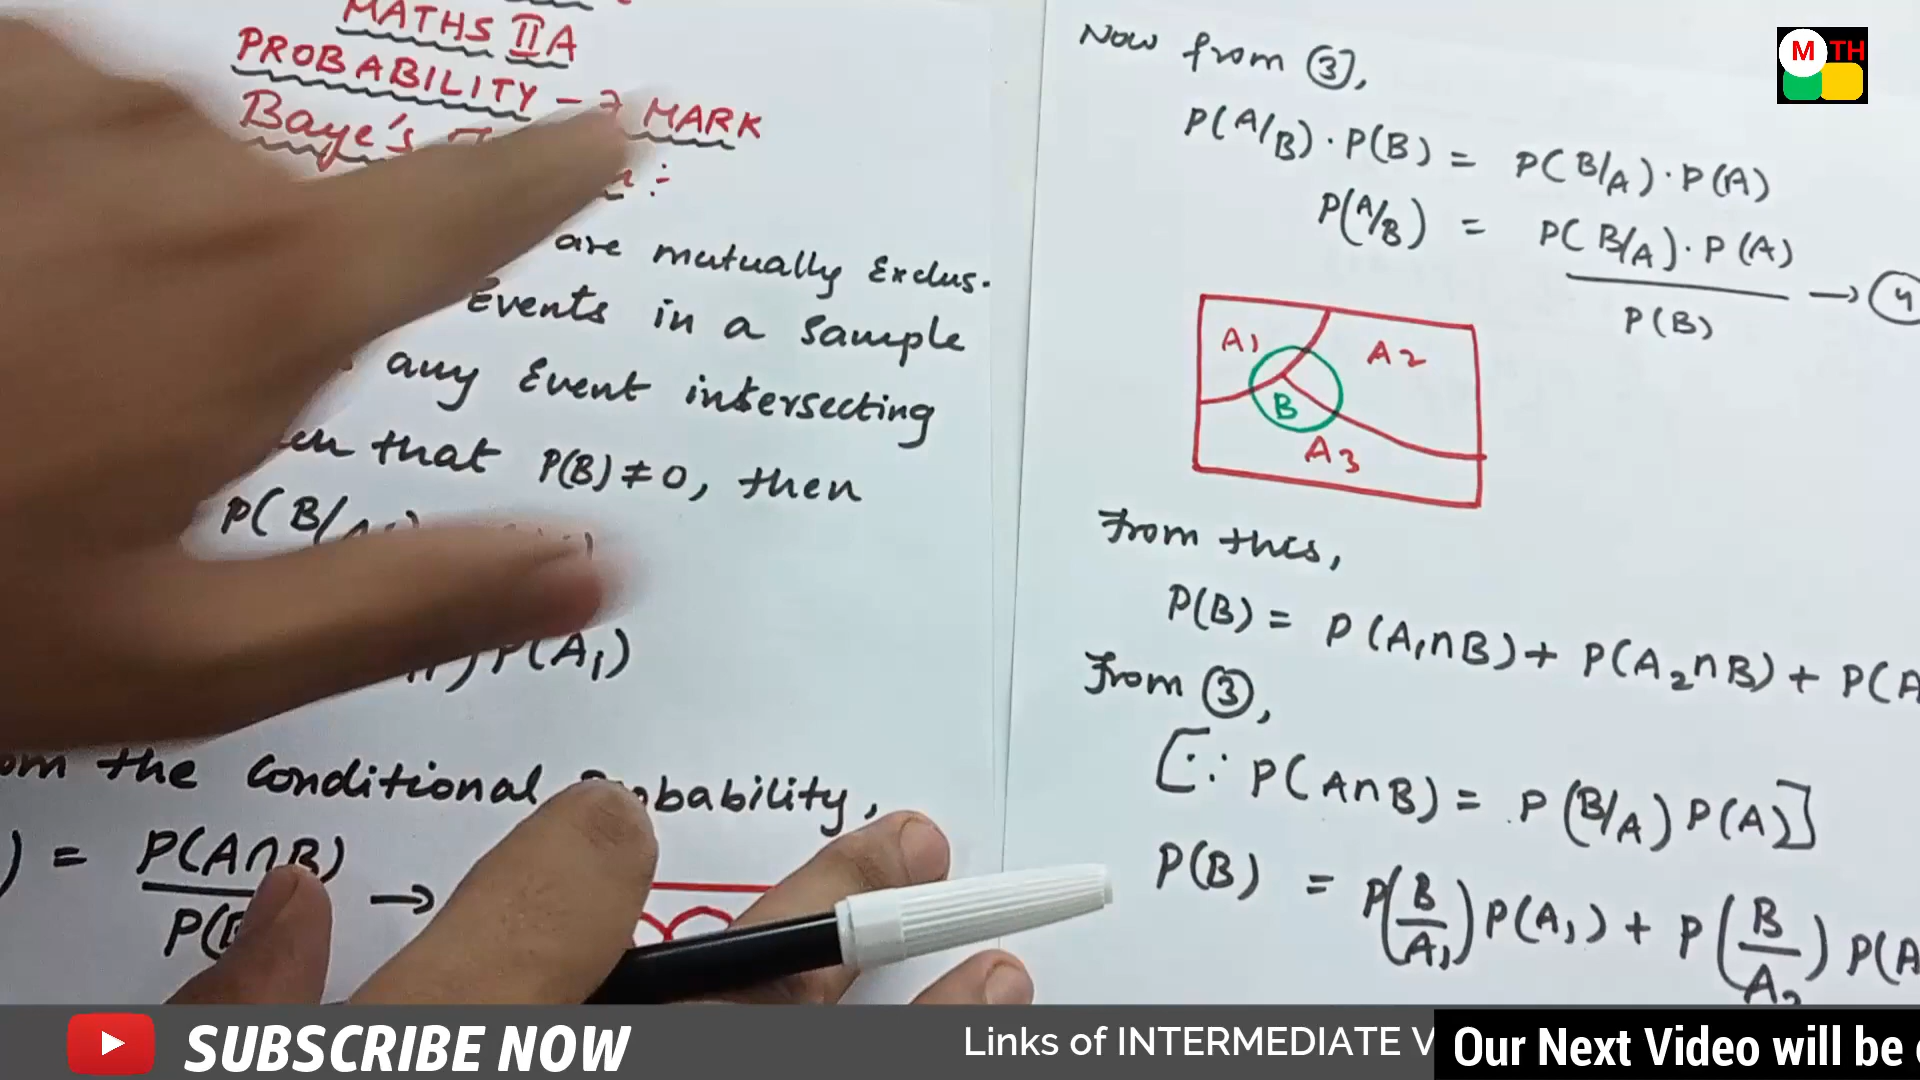 MATHS IIA
PROBABILITY - 7 MARK
Baye's
are mutually Exclus.
Events in a sample
any Event intersecting
that P(B) ≠ 0, then
P(B/
P(A₁)
the Conditional Probability,
) = P(A∩B) →
Now from ③,
P(A/B) · P(B) = P(B/A) · P(A)
P(A/B) = P(B/A) · P(A) / P(B) → ④
A₁ A₂
B
A₃
From this,
P(B) = P(A₁∩B) + P(A₂∩B) + P(A
From ③,
[∵ P(A∩B) = P(B/A) P(A)]
P(B) = P(B/A₁) P(A₁) + P(B/A₂) P(A
M TH
SUBSCRIBE NOW
Links of INTERMEDIATE V
Our Next Video will be